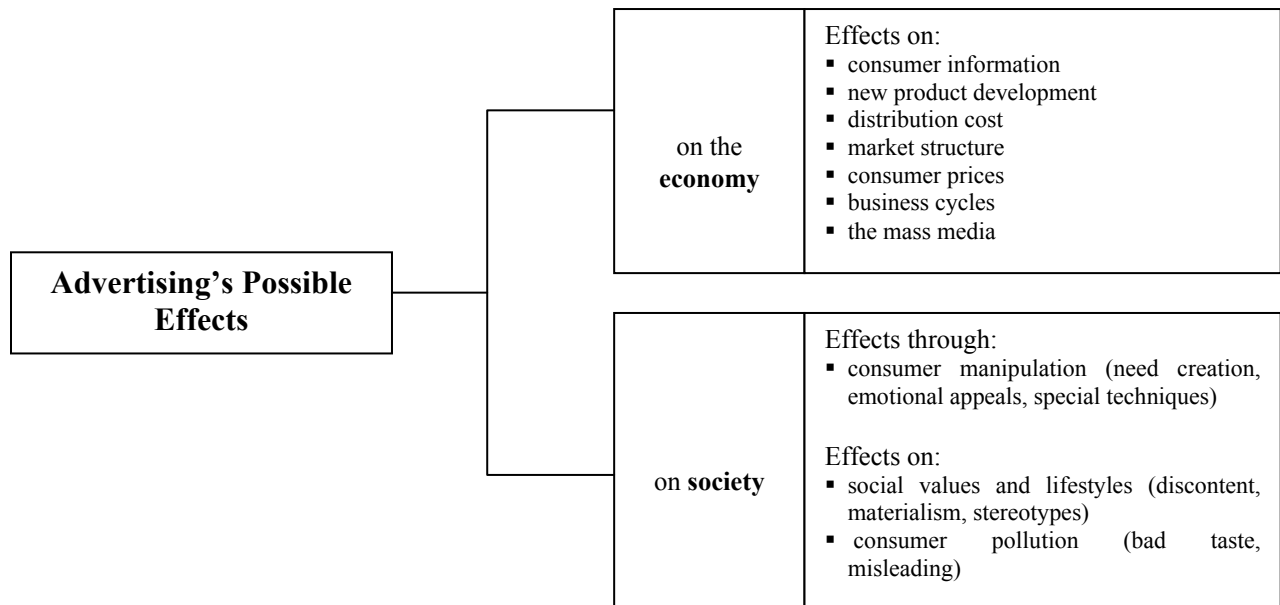 Advertising’s Possible
Effects
on the
economy
Effects on:
▪ consumer information
▪ new product development
▪ distribution cost
▪ market structure
▪ consumer prices
▪ business cycles
▪ the mass media
on society
Effects through:
▪ consumer manipulation (need creation,
emotional appeals, special techniques)
Effects on:
▪ social values and lifestyles (discontent,
materialism, stereotypes)
▪ consumer pollution (bad taste,
misleading)